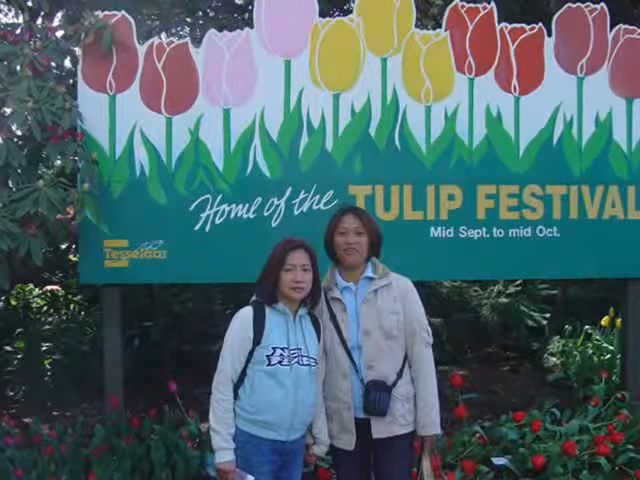 Home of the TULIP FESTIVAL
Mid Sept. to mid Oct.
Tesselaar